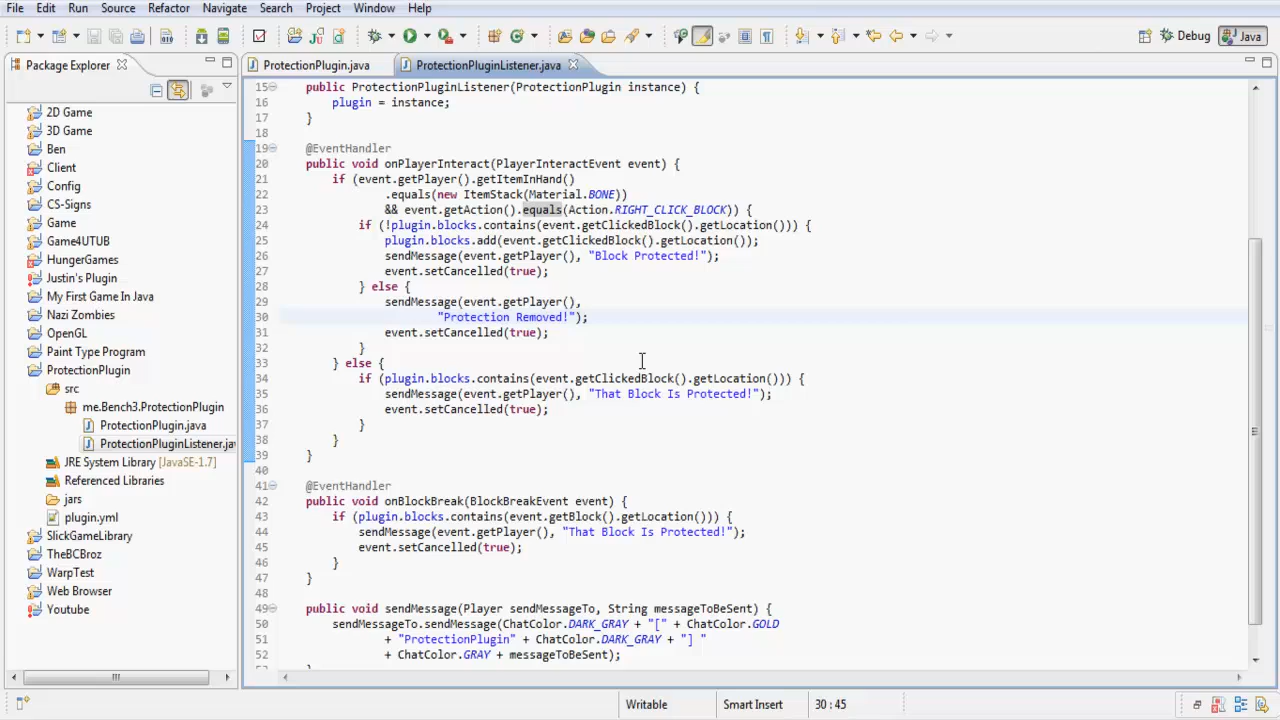 File Edit Run Source Refactor Navigate Search Project Window Help
Debug Java
Package Explorer
ProtectionPlugin.java ProtectionPluginListener.java
2D Game
3D Game
Ben
Client
Config
CS-Signs
Game
Game4UTUB
HungerGames
Justin's Plugin
My First Game In Java
Nazi Zombies
OpenGL
Paint Type Program
ProtectionPlugin
src
me.Bench3.ProtectionPlugin
ProtectionPlugin.java
ProtectionPluginListener.ja
JRE System Library [JavaSE-1.7]
Referenced Libraries
jars
plugin.yml
SlickGameLibrary
TheBCBroz
WarpTest
Web Browser
Youtube
15 public ProtectionPluginListener(ProtectionPlugin instance) {
16 plugin = instance;
17 }
18
19 @EventHandler
20 public void onPlayerInteract(PlayerInteractEvent event) {
21 if (event.getPlayer().getItemInHand()
22 .equals(new ItemStack(Material.BONE))
23 && event.getAction().equals(Action.RIGHT_CLICK_BLOCK)) {
24 if (!plugin.blocks.contains(event.getClickedBlock().getLocation())) {
25 plugin.blocks.add(event.getClickedBlock().getLocation());
26 sendMessage(event.getPlayer(), "Block Protected!");
27 event.setCancelled(true);
28 } else {
29 sendMessage(event.getPlayer(),
30 "Protection Removed!");
31 event.setCancelled(true);
32 }
33 } else {
34 if (plugin.blocks.contains(event.getClickedBlock().getLocation())) {
35 sendMessage(event.getPlayer(), "That Block Is Protected!");
36 event.setCancelled(true);
37 }
38 }
39 }
40
41 @EventHandler
42 public void onBlockBreak(BlockBreakEvent event) {
43 if (plugin.blocks.contains(event.getBlock().getLocation())) {
44 sendMessage(event.getPlayer(), "That Block Is Protected!");
45 event.setCancelled(true);
46 }
47 }
48
49 public void sendMessage(Player sendMessageTo, String messageToBeSent) {
50 sendMessageTo.sendMessage(ChatColor.DARK_GRAY + "[" + ChatColor.GOLD
51 + "ProtectionPlugin" + ChatColor.DARK_GRAY + "] "
52 + ChatColor.GRAY + messageToBeSent);
Writable Smart Insert 30 : 45